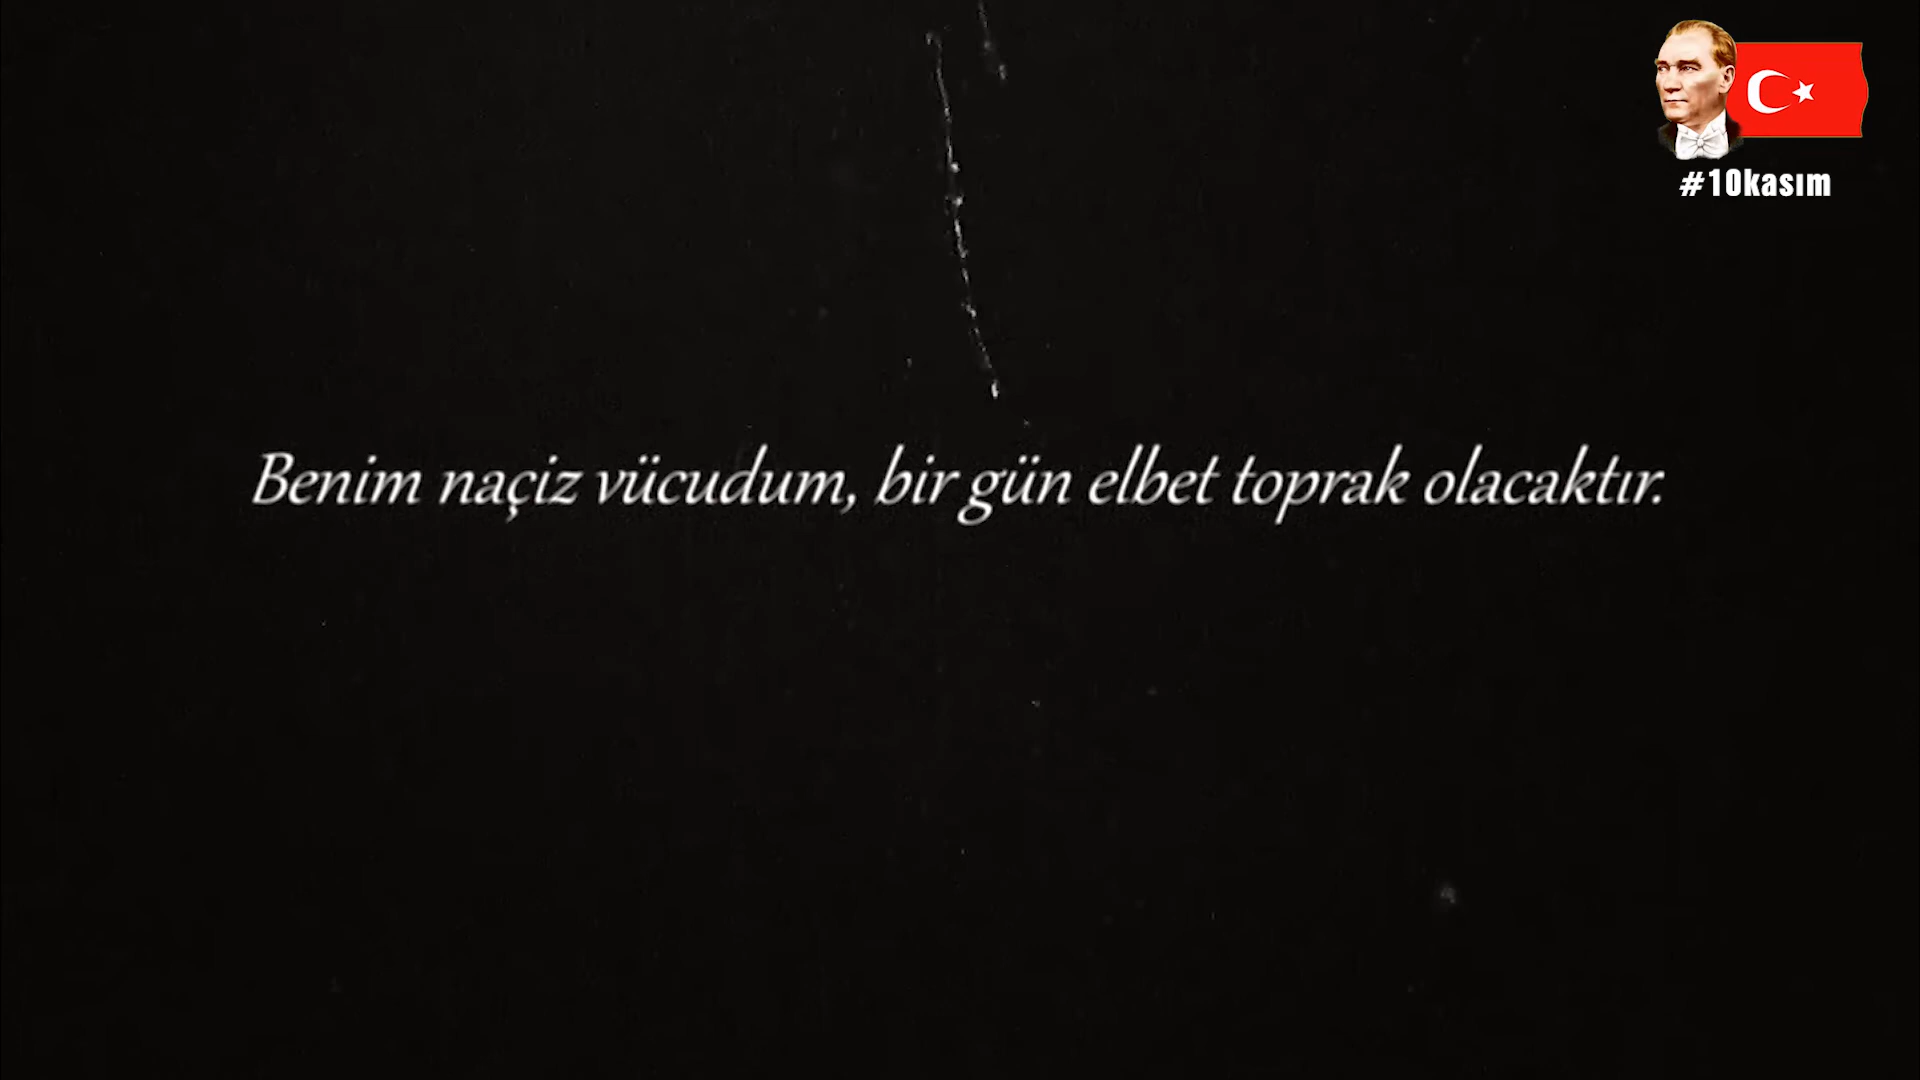 #10kasım
Benim naçiz vücudum, bir gün elbet toprak olacaktır.